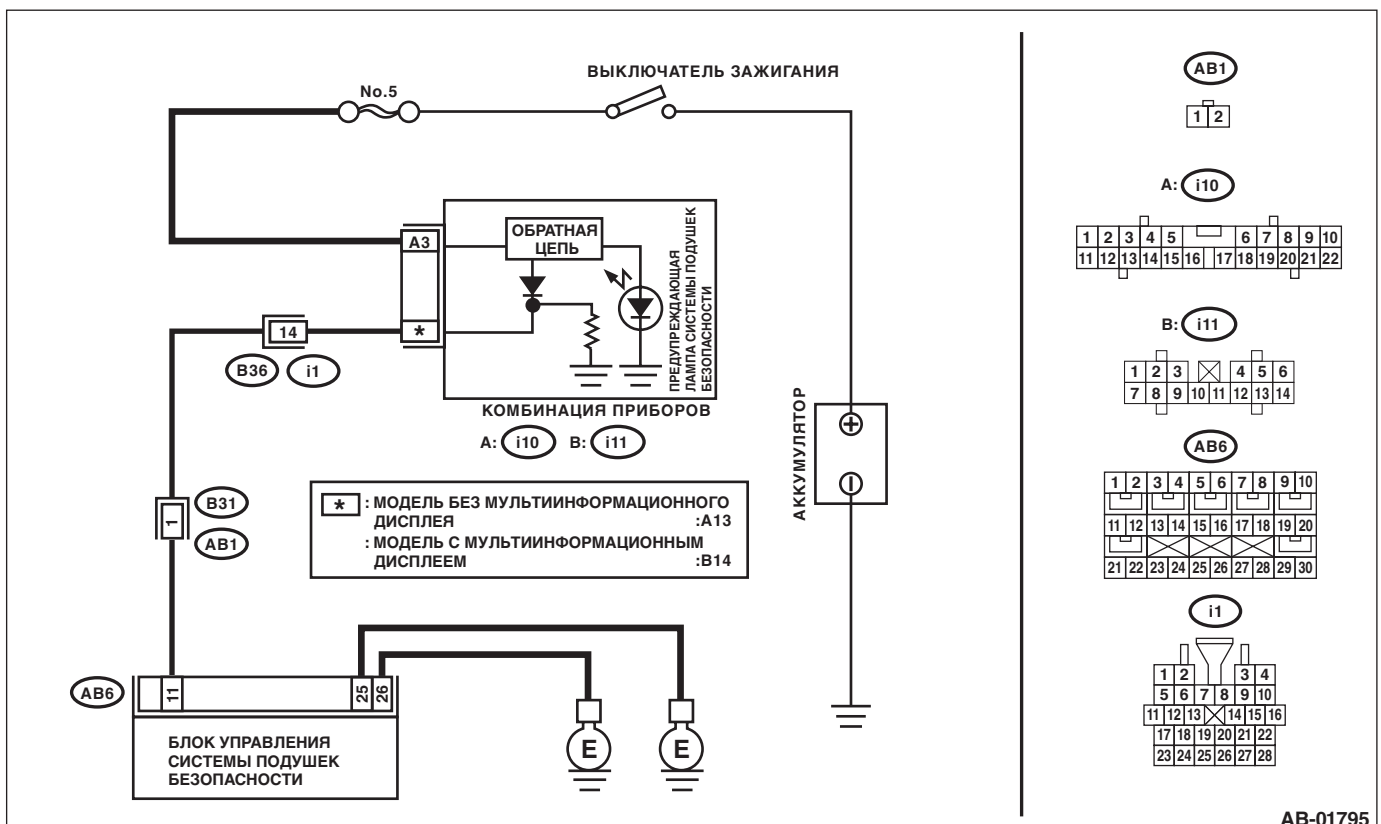 No.5
ВЫКЛЮЧАТЕЛЬ ЗАЖИГАНИЯ
A3
*
ОБРАТНАЯ
ЦЕПЬ
ПРЕДУПРЕЖДАЮЩАЯ
ЛАМПА СИСТЕМЫ ПОДУШЕК
БЕЗОПАСНОСТИ
14
B36 i1
КОМБИНАЦИЯ ПРИБОРОВ
A: i10 B: i11
АККУМУЛЯТОР
* : МОДЕЛЬ БЕЗ МУЛЬТИИНФОРМАЦИОННОГО
ДИСПЛЕЯ :A13
: МОДЕЛЬ С МУЛЬТИИНФОРМАЦИОННЫМ
ДИСПЛЕЕМ :B14
B31
1
AB1
AB6
11 25 26
БЛОК УПРАВЛЕНИЯ
СИСТЕМЫ ПОДУШЕК
БЕЗОПАСНОСТИ
E E
AB1
1 2
A: i10
1 2 3 4 5 6 7 8 9 10
11 12 13 14 15 16 17 18 19 20 21 22
B: i11
1 2 3 4 5 6
7 8 9 10 11 12 13 14
AB6
1 2 3 4 5 6 7 8 9 10
11 12 13 14 15 16 17 18 19 20
21 22 23 24 25 26 27 28 29 30
i1
1 2 3 4
5 6 7 8 9 10
11 12 13 14 15 16
17 18 19 20 21 22
23 24 25 26 27 28
AB-01795